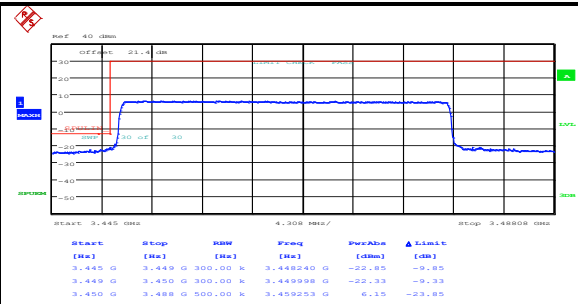 R S
Ref 40 dBm
Offset 21.4 dB
30
LIMIT CHECK PASS
20
A
1
10
MAXH
0
LVL
-10
SWP 30 of 30
-20
-30
-40
-50
3DB
Start 3.445 GHz 4.308 MHz/ Stop 3.48808 GHz
Start Stop RBW Freq PwrAbs Δ Limit
[Hz] [Hz] [Hz] [dBm] [dB]
3.445 G 3.449 G 300.00 k 3.448240 G -22.85 -9.85
3.449 G 3.450 G 300.00 k 3.449998 G -22.33 -9.33
3.450 G 3.488 G 500.00 k 3.459253 G 6.15 -23.85